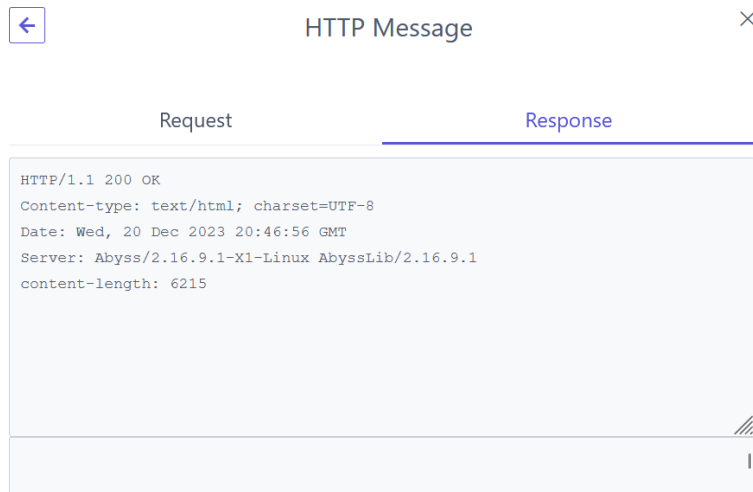 HTTP Message
Request
Response
HTTP/1.1 200 OK
Content-type: text/html; charset=UTF-8
Date: Wed, 20 Dec 2023 20:46:56 GMT
Server: Abyss/2.16.9.1-X1-Linux AbyssLib/2.16.9.1
content-length: 6215